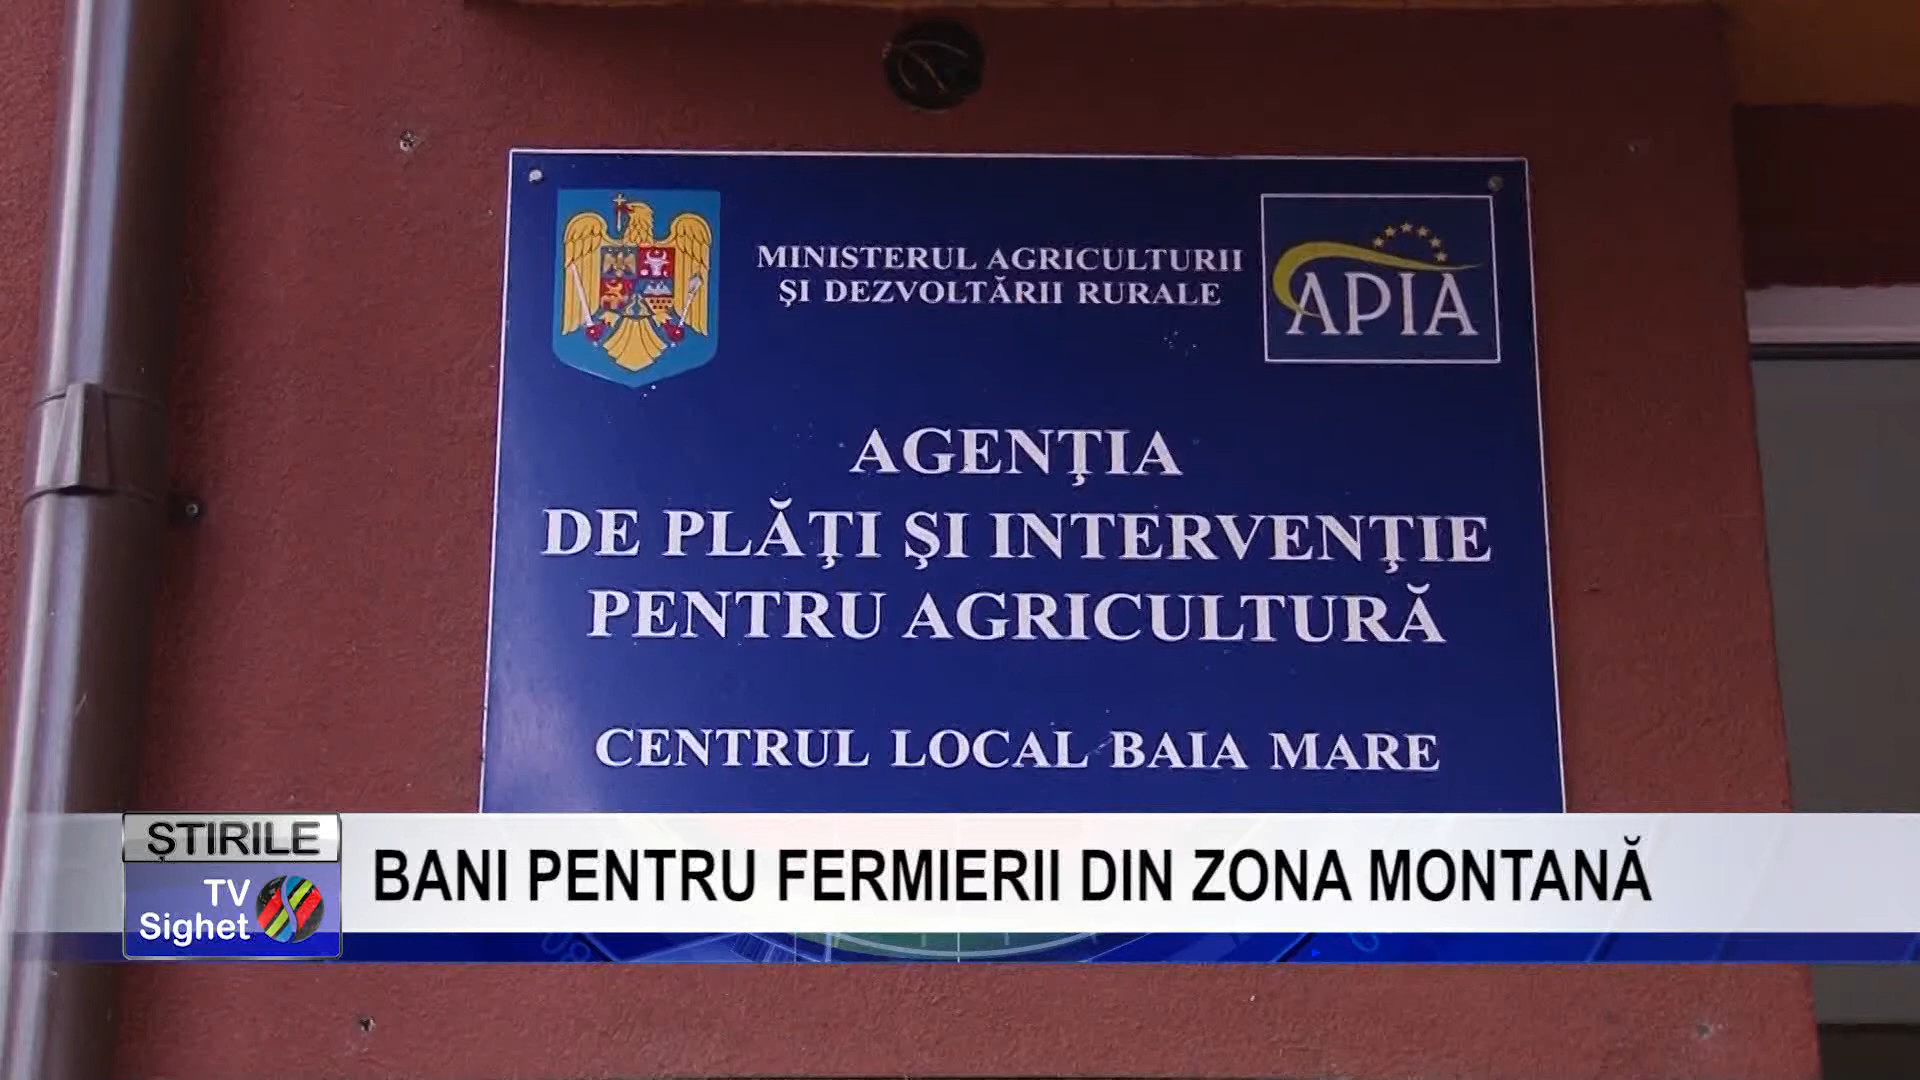 MINISTERUL AGRICULTURII
ŞI DEZVOLTĂRII RURALE
APIA
AGENŢIA
DE PLĂŢI ŞI INTERVENŢIE
PENTRU AGRICULTURĂ
CENTRUL LOCAL BAIA MARE
ȘTIRILE
TV
Sighet
BANI PENTRU FERMIERII DIN ZONA MONTANĂ